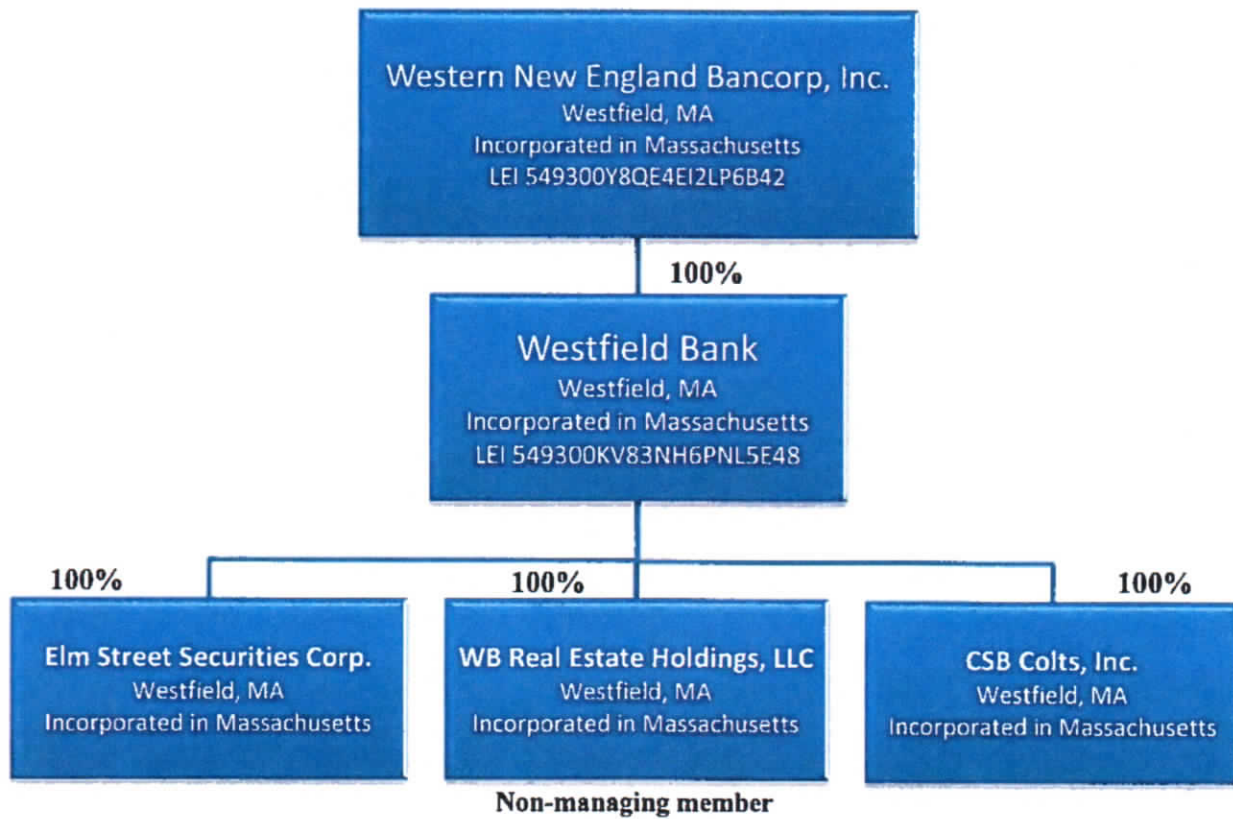 Western New England Bancorp, Inc.
Westfield, MA
Incorporated in Massachusetts
LEI 549300Y8QE4EI2LP6B42
100%
Westfield Bank
Westfield, MA
Incorporated in Massachusetts
LEI 549300KV83NH6PNL5E48
100%
100%
100%
Elm Street Securities Corp.
Westfield, MA
Incorporated in Massachusetts
WB Real Estate Holdings, LLC
Westfield, MA
Incorporated in Massachusetts
CSB Colts, Inc.
Westfield, MA
Incorporated in Massachusetts
Non-managing member